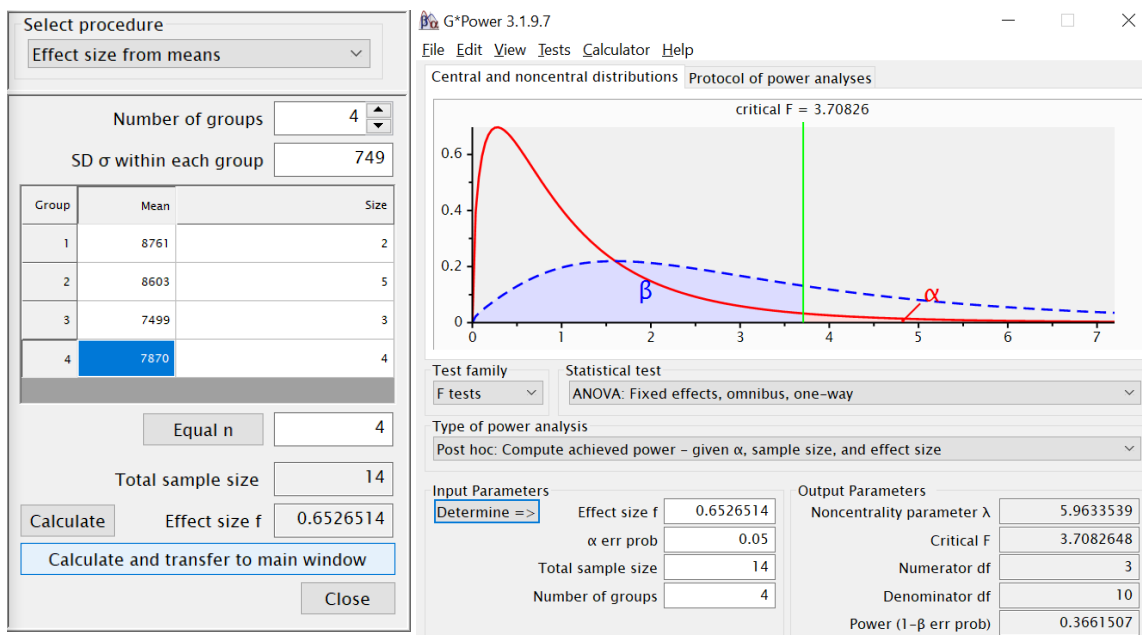 Select procedure
Effect size from means
Number of groups 4
SD σ within each group 749
Group Mean Size
1 8761 2
2 8603 5
3 7499 3
4 7870 4
Equal n 4
Total sample size 14
Calculate Effect size f 0.6526514
Calculate and transfer to main window
Close
βα G*Power 3.1.9.7
File Edit View Tests Calculator Help
Central and noncentral distributions Protocol of power analyses
critical F = 3.70826
0.6
0.4
0.2
0
β
α
0 1 2 3 4 5 6 7
Test family Statistical test
F tests ANOVA: Fixed effects, omnibus, one-way
Type of power analysis
Post hoc: Compute achieved power – given α, sample size, and effect size
Input Parameters Output Parameters
Determine => Effect size f 0.6526514 Noncentrality parameter λ 5.9633539
α err prob 0.05 Critical F 3.7082648
Total sample size 14 Numerator df 3
Number of groups 4 Denominator df 10
Power (1-β err prob) 0.3661507